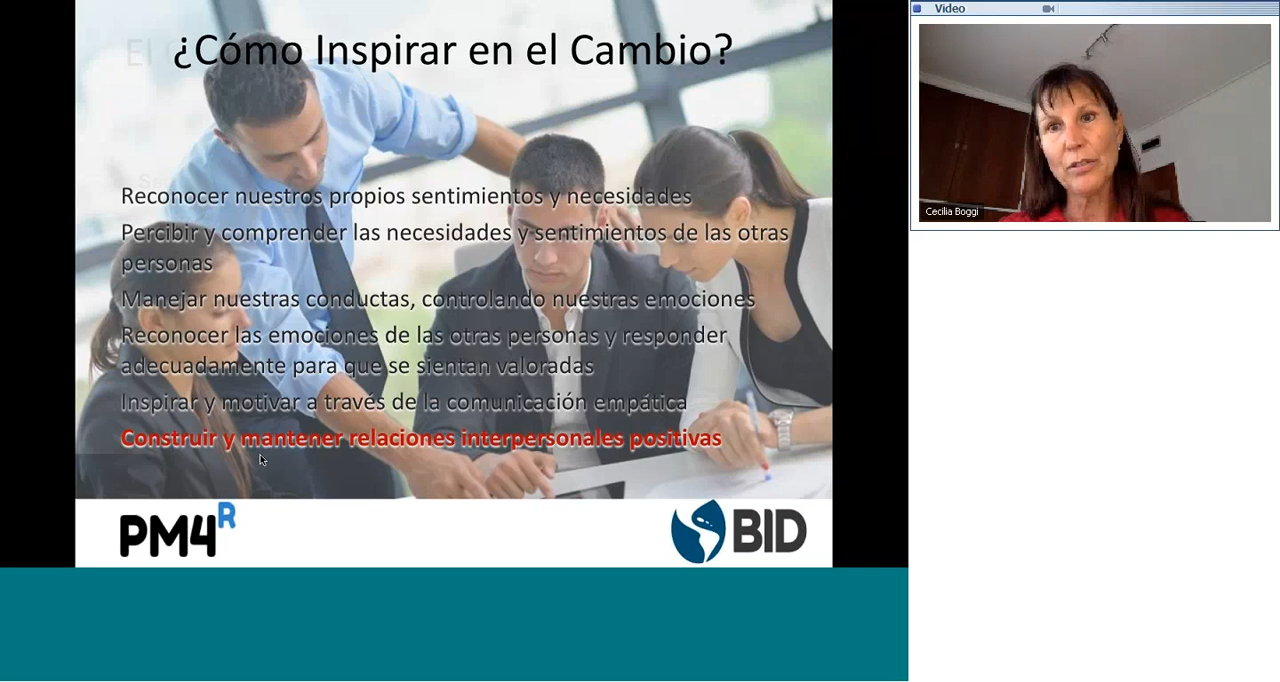 ¿Cómo Inspirar en el Cambio?
Reconocer nuestros propios sentimientos y necesidades
Percibir y comprender las necesidades y sentimientos de las otras
personas
Manejar nuestras conductas, controlando nuestras emociones
Reconocer las emociones de las otras personas y responder
adecuadamente para que se sientan valoradas
Inspirar y motivar a través de la comunicación empática
Construir y mantener relaciones interpersonales positivas
PM4R
BID
Video
Cecilia Boggi